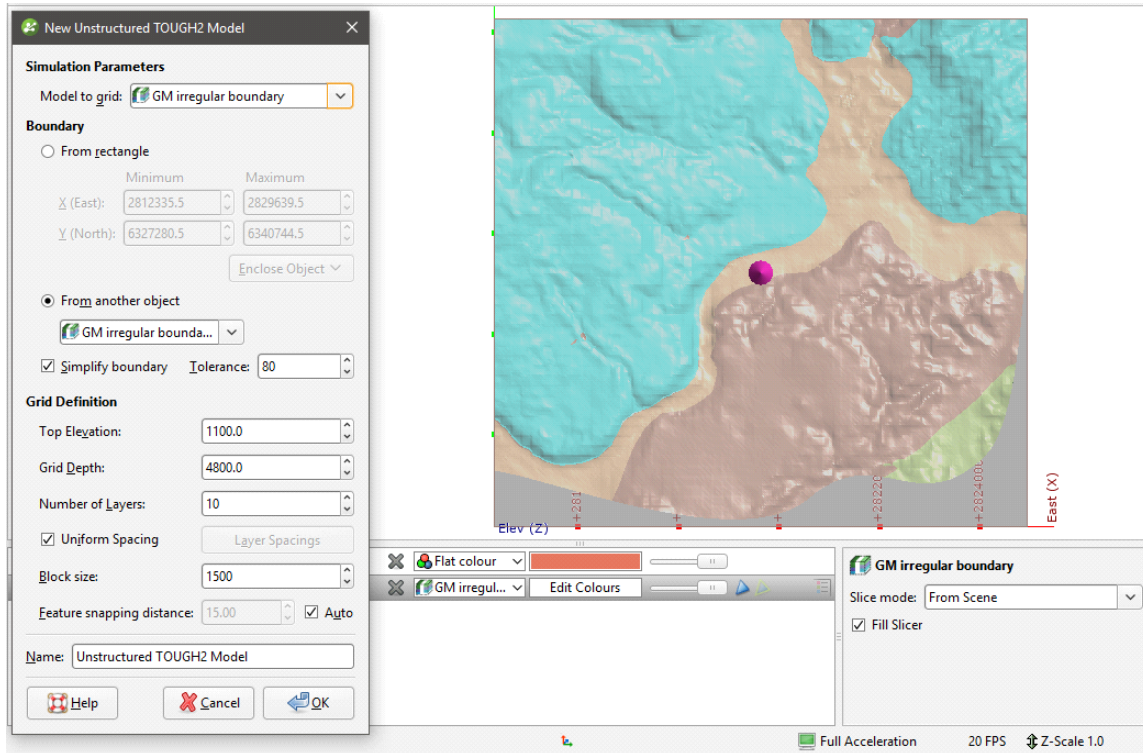 New Unstructured TOUGH2 Model
Simulation Parameters
Model to grid: GM irregular boundary
Boundary
From rectangle
Minimum Maximum
X (East): 2812335.5 2829639.5
Y (North): 6327280.5 6340744.5
Enclose Object
From another object
GM irregular bounda...
Simplify boundary Tolerance: 80
Grid Definition
Top Elevation: 1100.0
Grid Depth: 4800.0
Number of Layers: 10
Uniform Spacing Layer Spacings
Block size: 1500
Feature snapping distance: 15.00 Auto
Name: Unstructured TOUGH2 Model
Help Cancel OK
Elev (Z)
+281
+28220
+2824000
East (X)
Flat colour
GM irregul... Edit Colours
GM irregular boundary
Slice mode: From Scene
Fill Slicer
Full Acceleration 20 FPS Z-Scale 1.0